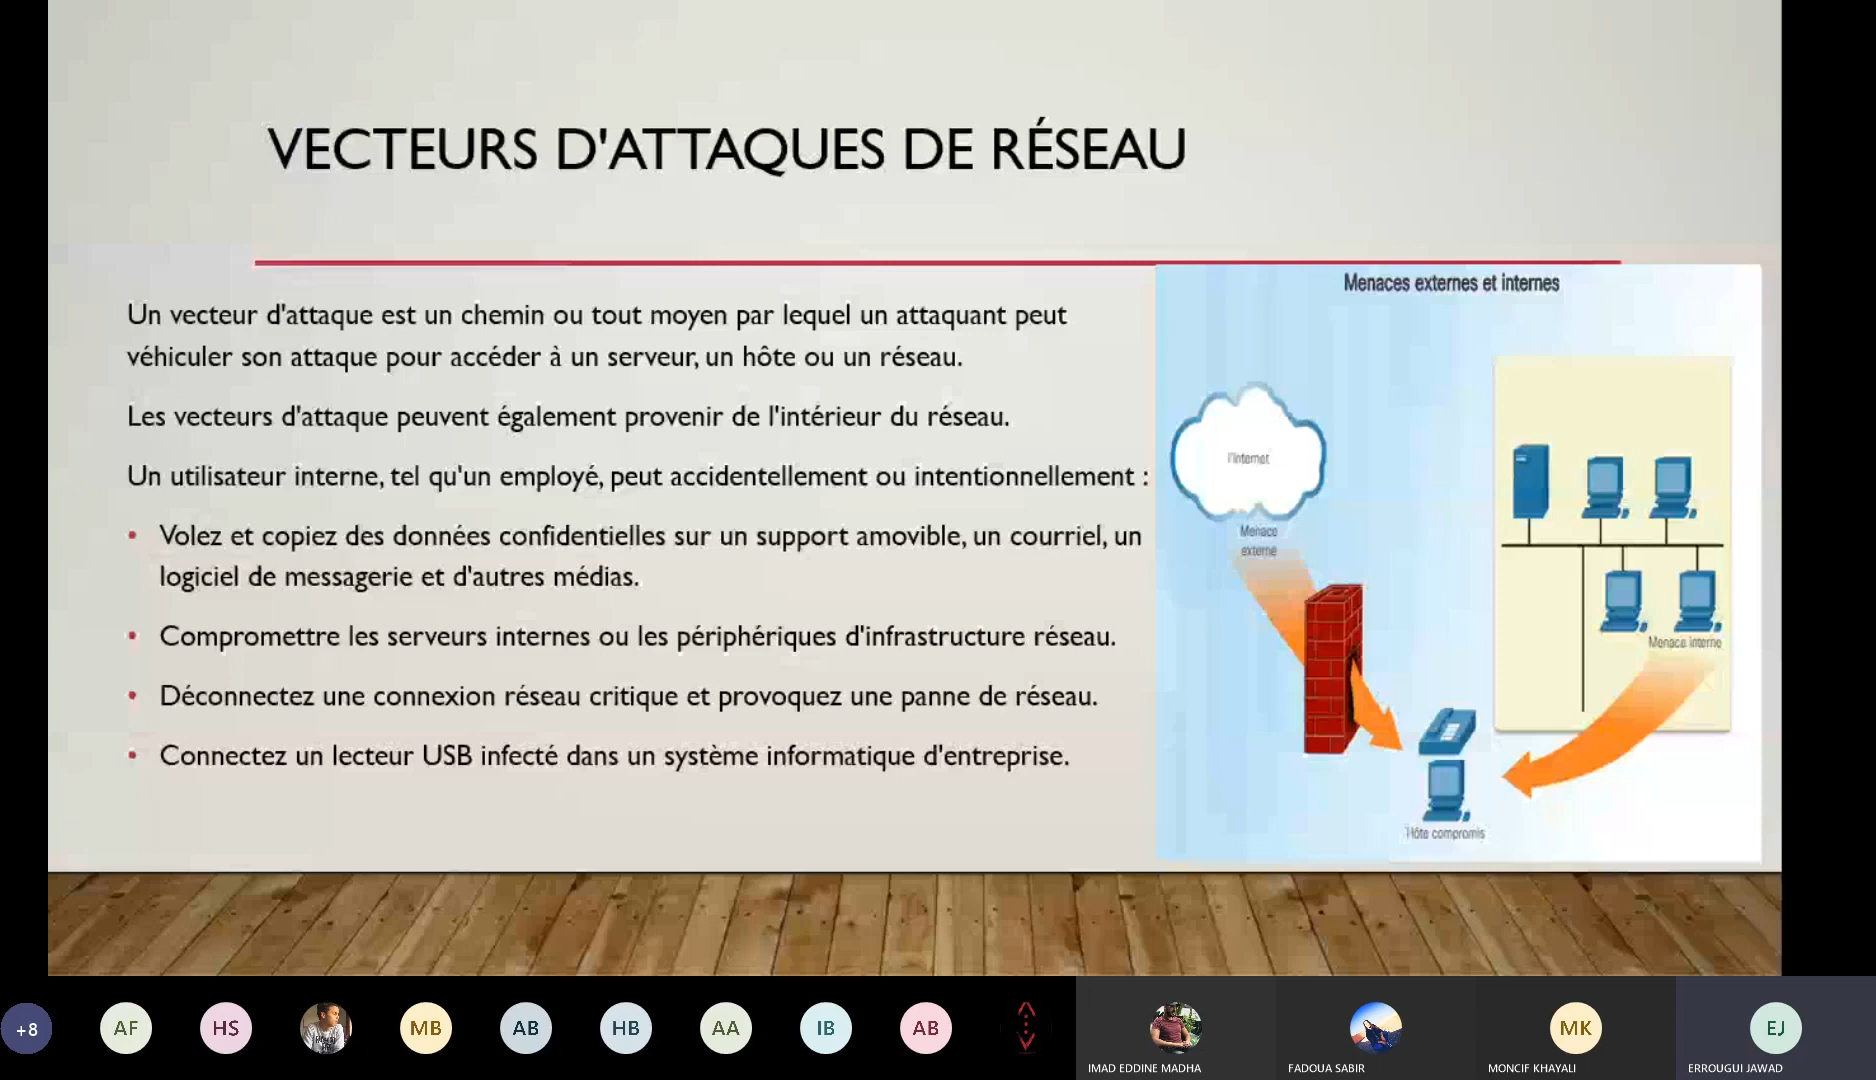 VECTEURS D'ATTAQUES DE RÉSEAU
Un vecteur d'attaque est un chemin ou tout moyen par lequel un attaquant peut
véhiculer son attaque pour accéder à un serveur, un hôte ou un réseau.
Les vecteurs d'attaque peuvent également provenir de l'intérieur du réseau.
Un utilisateur interne, tel qu'un employé, peut accidentellement ou intentionnellement :
• Volez et copiez des données confidentielles sur un support amovible, un courriel, un
logiciel de messagerie et d'autres médias.
• Compromettre les serveurs internes ou les périphériques d'infrastructure réseau.
• Déconnectez une connexion réseau critique et provoquez une panne de réseau.
• Connectez un lecteur USB infecté dans un système informatique d'entreprise.
Menaces externes et internes
l'Internet
Menace
externe
Menace interne
Hôte compromis
+8
AF
HS
MB
AB
HB
AA
IB
AB
IMAD EDDINE MADHA
FADOUA SABIR
MK
MONCIF KHAYALI
EJ
ERROUGUI JAWAD